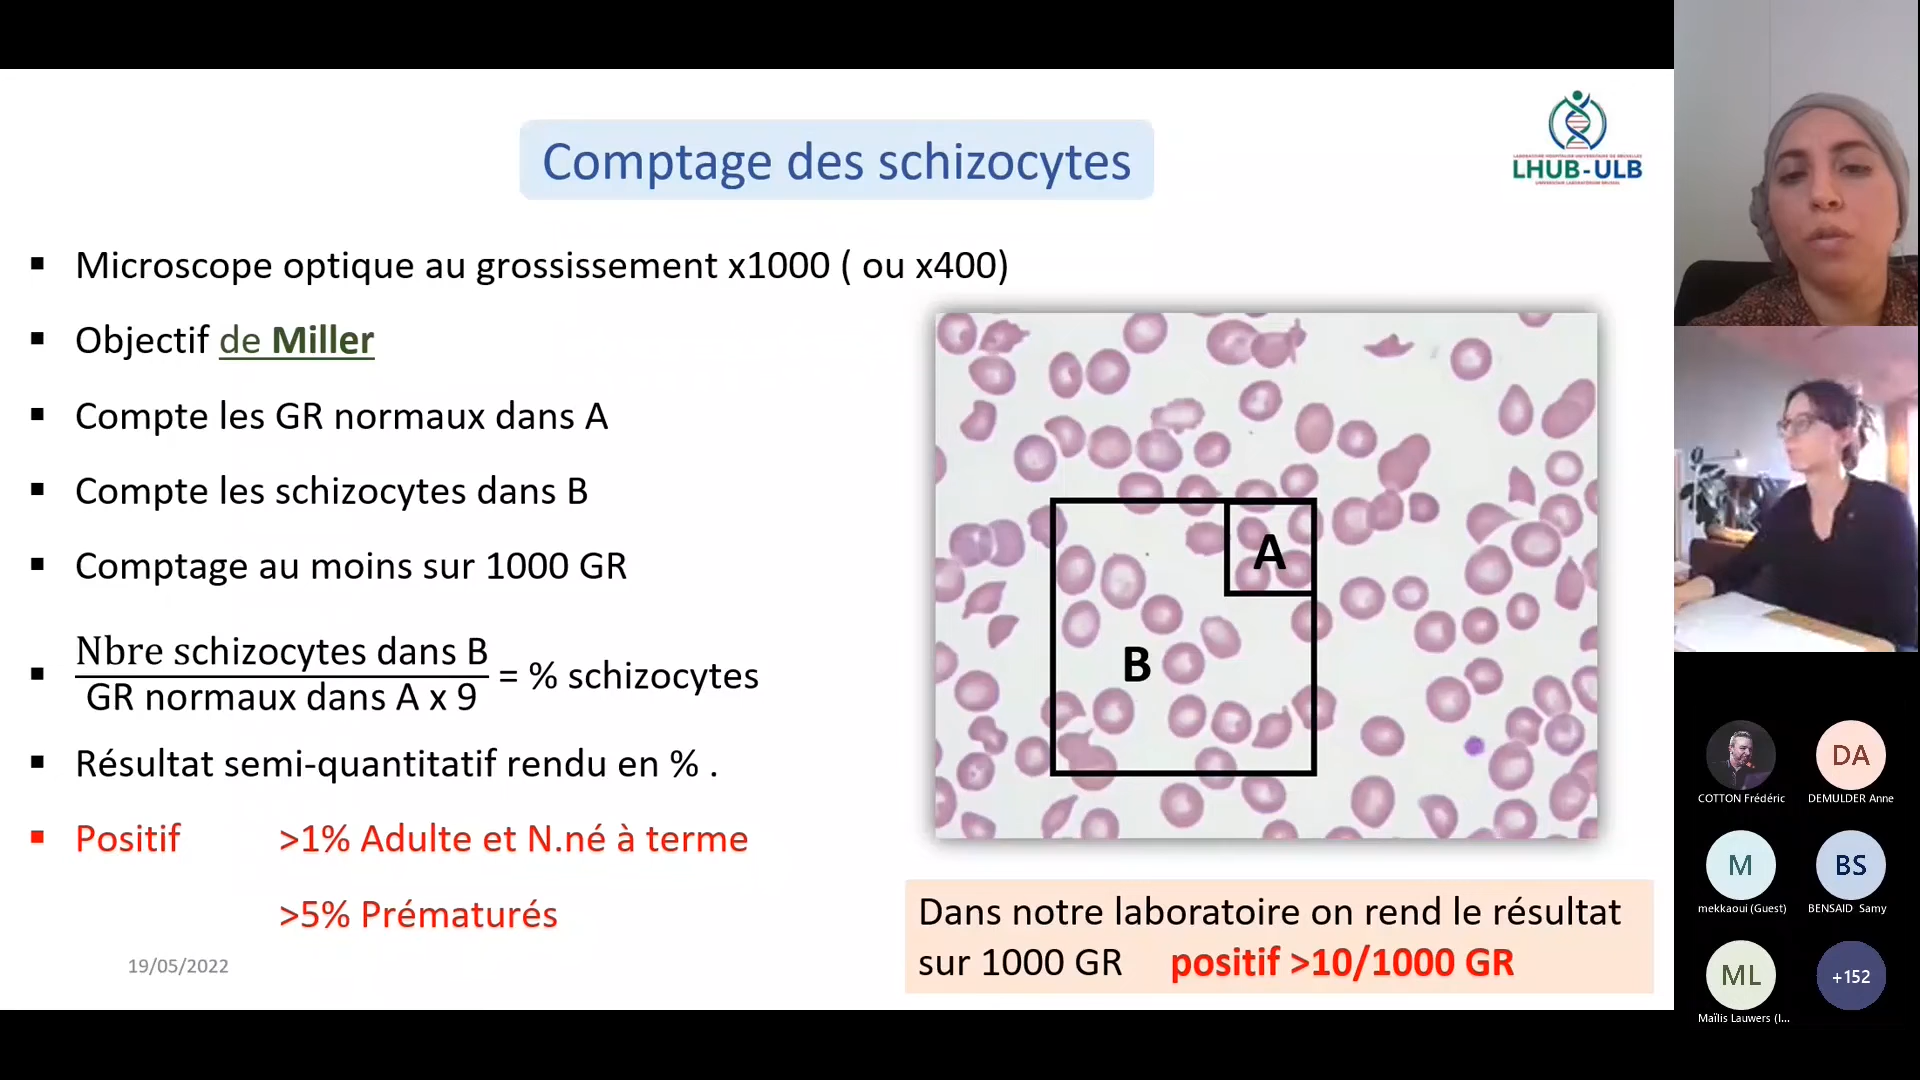 Comptage des schizocytes
LHUB-ULB
▪ Microscope optique au grossissement x1000 ( ou x400)
▪ Objectif de Miller
▪ Compte les GR normaux dans A
▪ Compte les schizocytes dans B
▪ Comptage au moins sur 1000 GR
▪ Nbre schizocytes dans B
GR normaux dans A x 9
= % schizocytes
▪ Résultat semi-quantitatif rendu en % .
▪ Positif >1% Adulte et N.né à terme
>5% Prématurés
19/05/2022
A
B
Dans notre laboratoire on rend le résultat
sur 1000 GR positif >10/1000 GR
COTTON Frédéric
DA
DEMULDER Anne
M
mekkaoui (Guest)
BS
BENSAID Samy
ML
Maïlis Lauwers (I...
+152